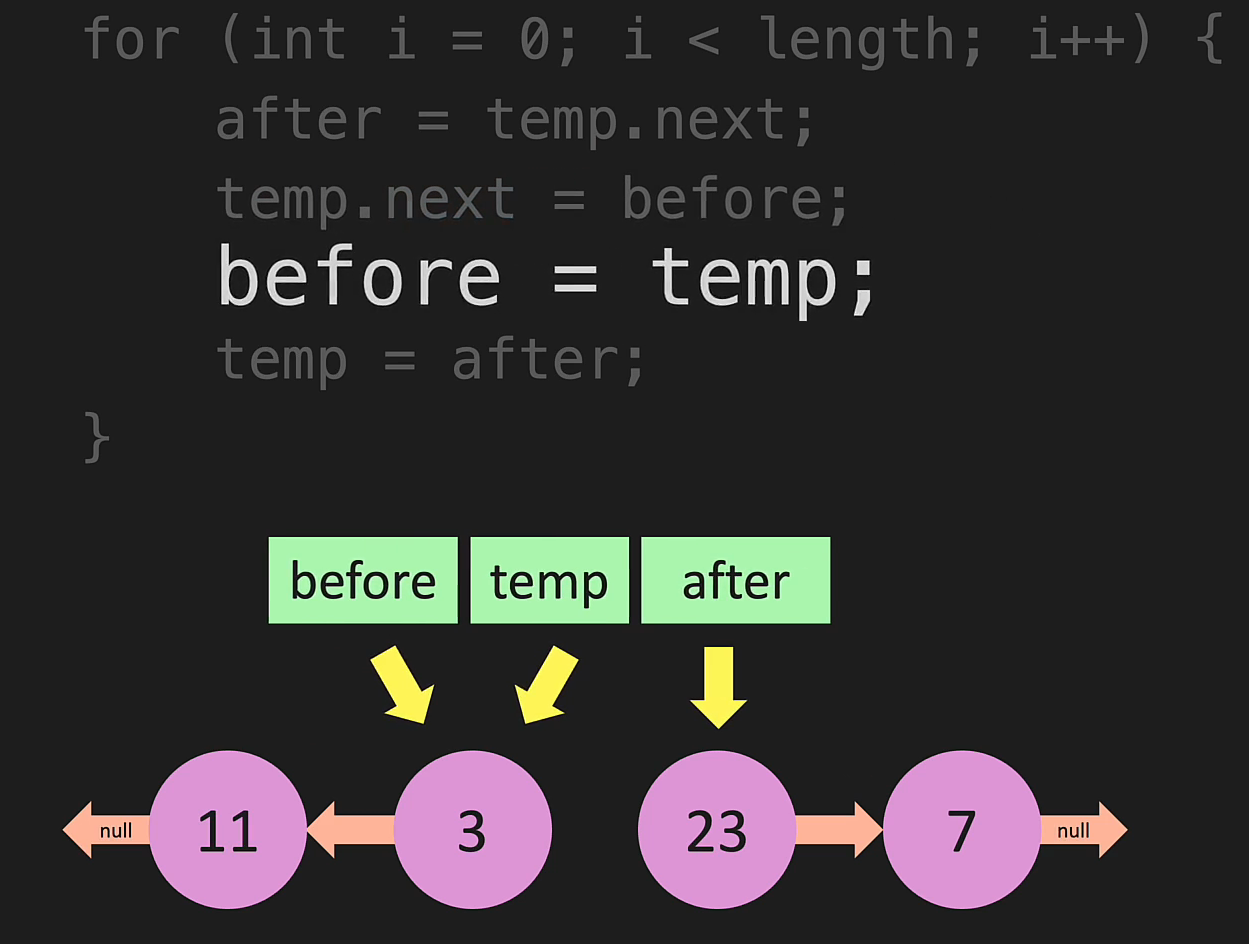 for (int i = 0; i < length; i++) {
after = temp.next;
temp.next = before;
before = temp;
temp = after;
}
before temp after
null 11 3 23 7 null